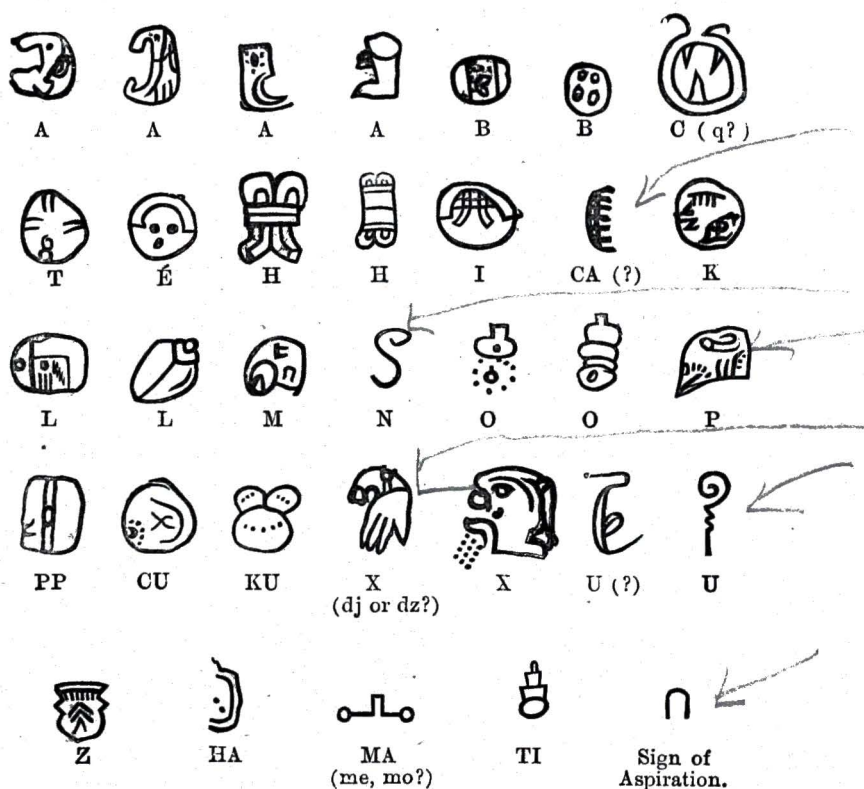 A A A A B B C (q?)
T É H H I CA (?) K
L L M N O O P
PP CU KU X X U (?) U
(dj or dz?)
Z HA MA TI Sign of
(me, mo?) Aspiration.